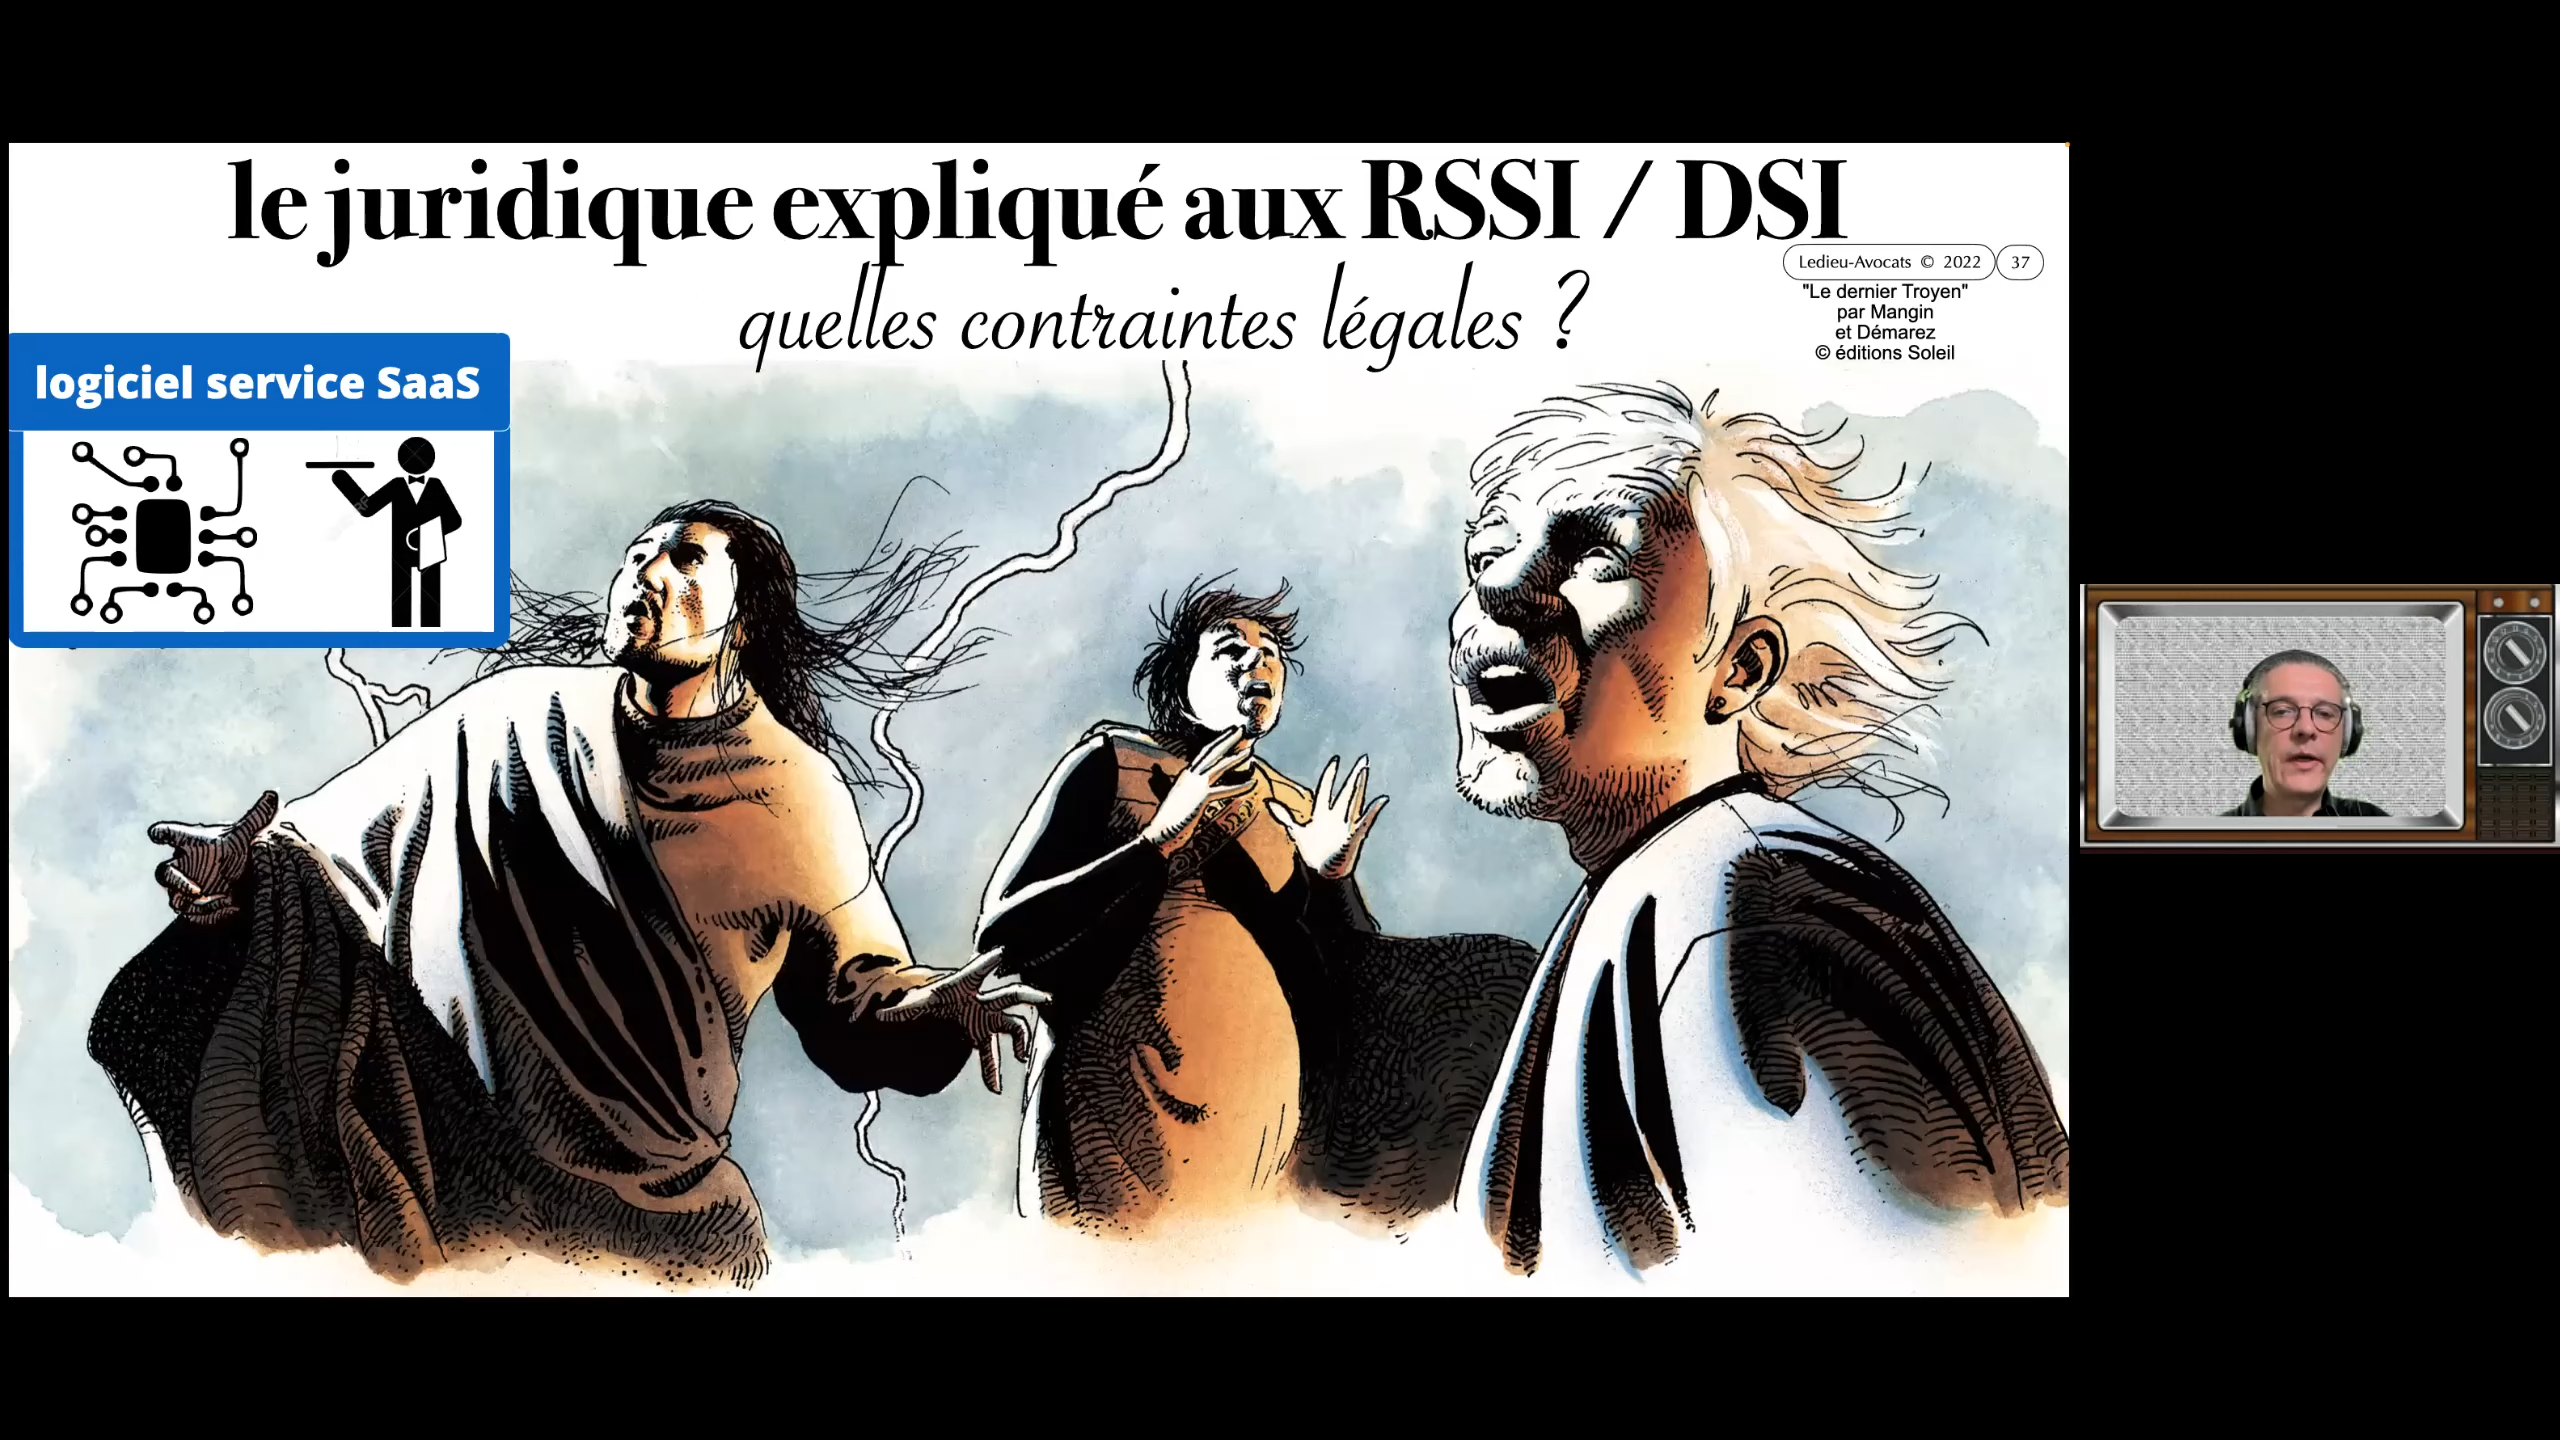 le juridique expliqué aux RSSI / DSI
quelles contraintes légales ?
Ledieu-Avocats © 2022 37
"Le dernier Troyen"
par Mangin
et Démarez
© éditions Soleil
logiciel service SaaS